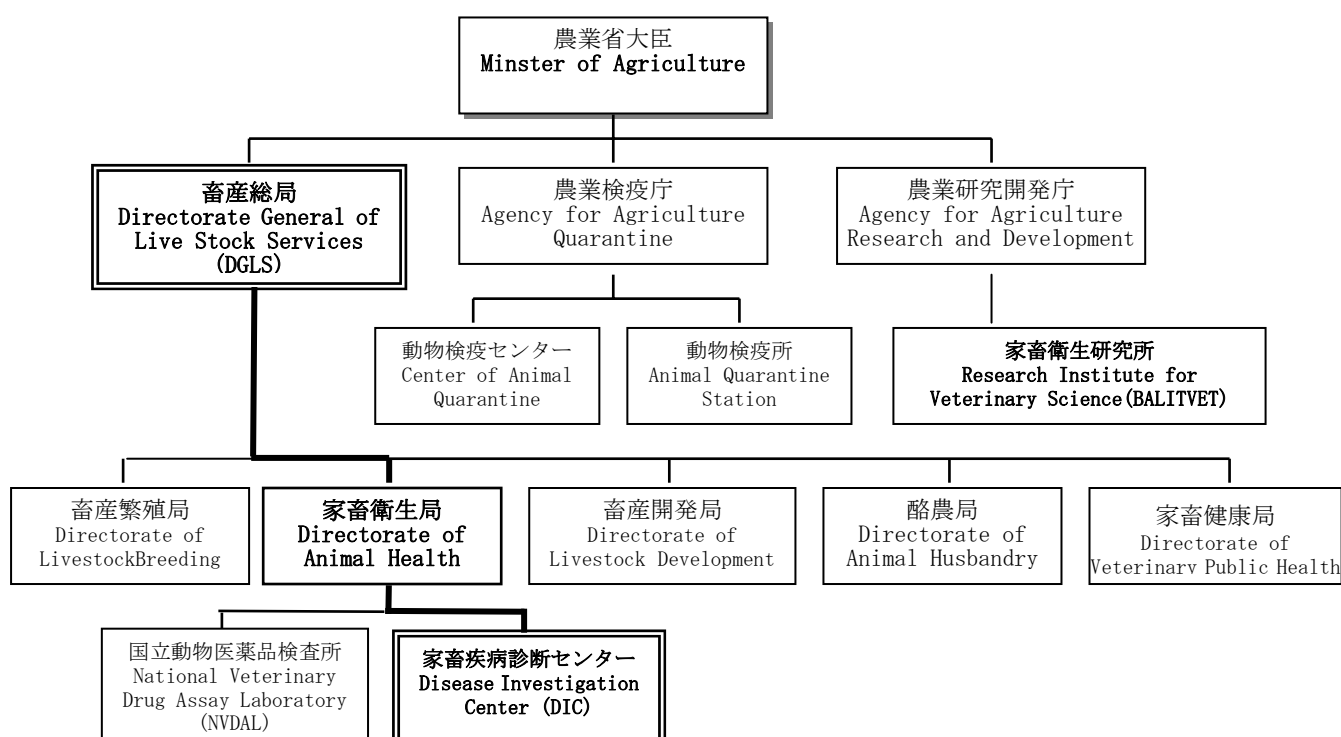 農業省大臣
Minster of Agriculture
畜産総局
Directorate General of
Live Stock Services
(DGLS)
農業検疫庁
Agency for Agriculture
Quarantine
農業研究開発庁
Agency for Agriculture
Research and Development
動物検疫センター
Center of Animal
Quarantine
動物検疫所
Animal Quarantine
Station
家畜衛生研究所
Research Institute for
Veterinary Science(BALITVET)
畜産繁殖局
Directorate of
LivestockBreeding
家畜衛生局
Directorate of
Animal Health
畜産開発局
Directorate of
Livestock Development
酪農局
Directorate of
Animal Husbandry
家畜健康局
Directorate of
Veterinary Public Health
国立動物医薬品検査所
National Veterinary
Drug Assay Laboratory
(NVDAL)
家畜疾病診断センター
Disease Investigation
Center (DIC)